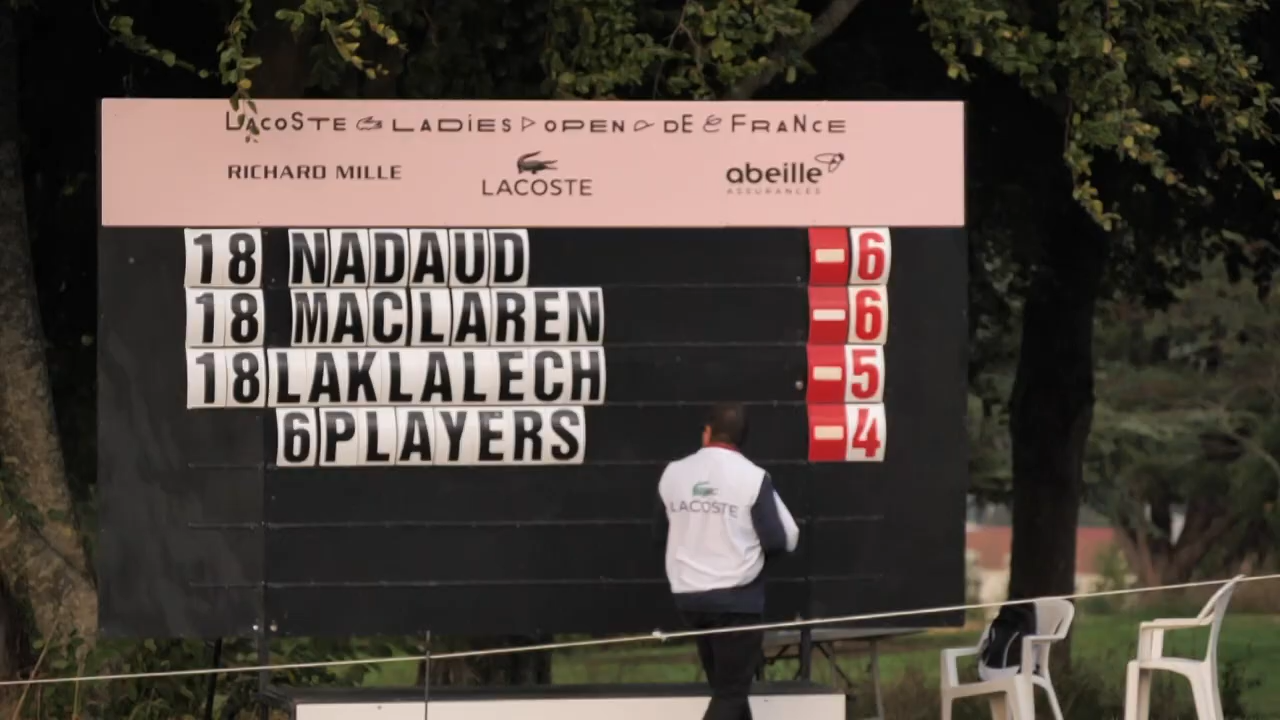 LACOSTE LADIES OPEN DE FRANCE
RICHARD MILLE LACOSTE abeille
ASSURANCES
18 NADAUD -6
18 MACLAREN -6
18 LAKLALECH -5
6 PLAYERS -4
LACOSTE